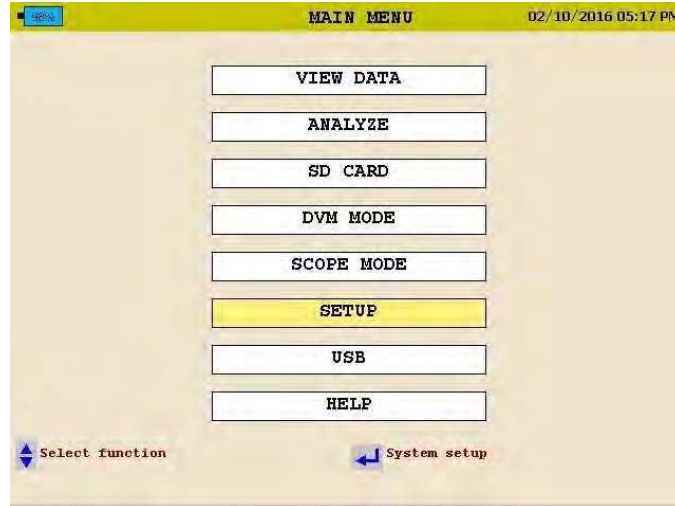 98% MAIN MENU 02/10/2016 05:17 PM
VIEW DATA
ANALYZE
SD CARD
DVM MODE
SCOPE MODE
SETUP
USB
HELP
Select function System setup